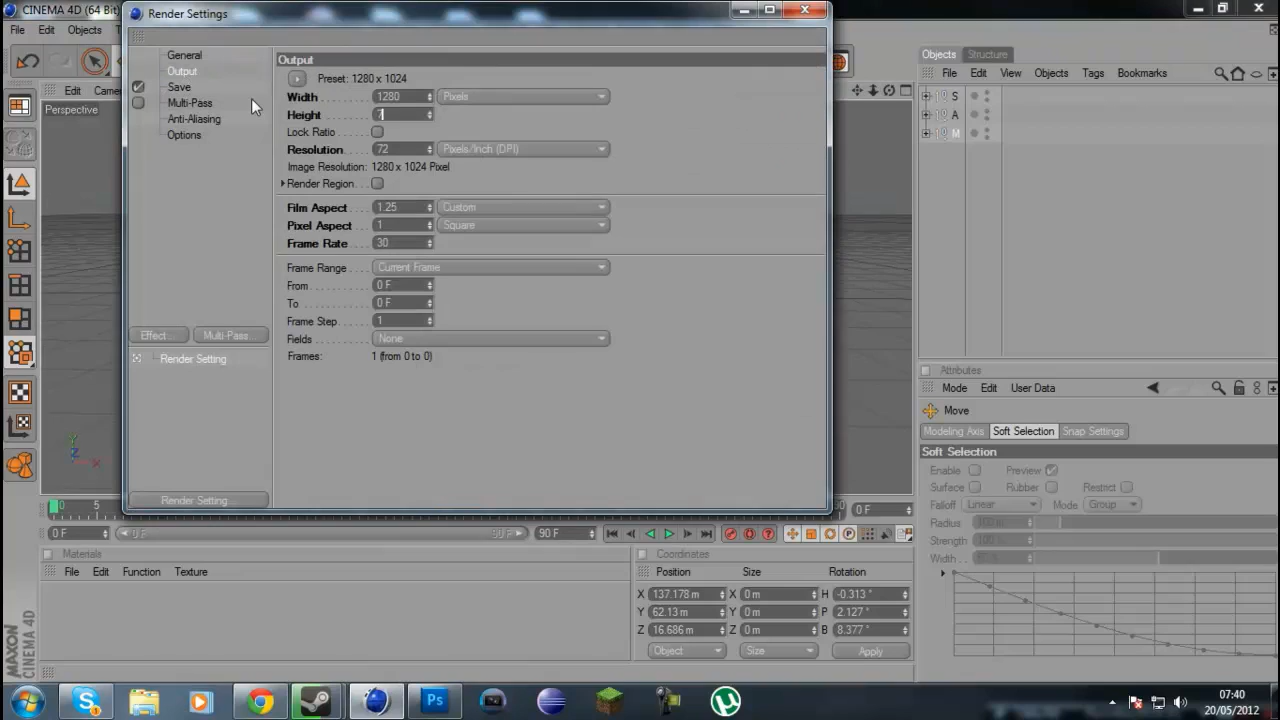 CINEMA 4D (64 Bit)
Render Settings
File Edit Objects
Edit
Perspective
General
Output
Save
Multi-Pass
Anti-Aliasing
Options
Effect...
Multi-Pass...
Render Setting
Render Setting...
Output
Preset: 1280 x 1024
Width 1280 Pixels
Height 7
Lock Ratio
Resolution 72 Pixels/Inch (DPI)
Image Resolution: 1280 x 1024 Pixel
Render Region
Film Aspect 1.25 Custom
Pixel Aspect 1 Square
Frame Rate 30
Frame Range Current Frame
From 0 F
To 0 F
Frame Step 1
Fields None
Frames: 1 (from 0 to 0)
Objects Structure
File Edit View Objects Tags Bookmarks
S
A
M
Attributes
Mode Edit User Data
Move
Modeling Axis Soft Selection Snap Settings
Soft Selection
Enable Preview
Surface Rubber Restrict
Falloff Linear Mode Group
Radius 100 m
Strength 100 %
Width
Y
Z
X
0 5 0 F
0 F 0 F 90 F 90 F
Materials
File Edit Function Texture
Coordinates
Position Size Rotation
X 137.178 m X 0 m H -0.313 °
Y 62.13 m Y 0 m P 2.127 °
Z 16.686 m Z 0 m B 8.377 °
Object Size Apply
MAXON
CINEMA 4D
Ps
07:40
20/05/2012